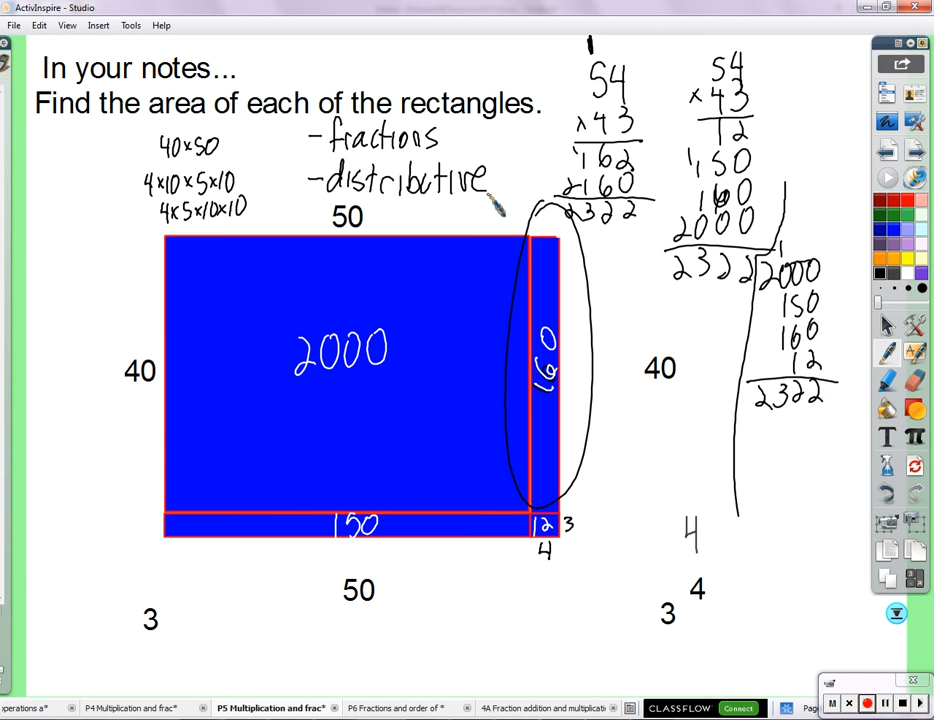 ActivInspire - Studio
File Edit View Insert Tools Help
In your notes...
Find the area of each of the rectangles.
40×50
4×10×5×10
4×5×10×10
-fractions
-distributive
1
54
×43
162
2160
2322
54
×43
12
150
160
2000
2322
2000
150
160
12
2322
50
40
2000
160
150
12
3
4
40
4
50
4
3
3
perations a*
P4 Multiplication and frac*
P5 Multiplication and frac*
P6 Fractions and order of *
4A Fraction addition and multiplicati
CLASSFLOW
Connect
Pag
M